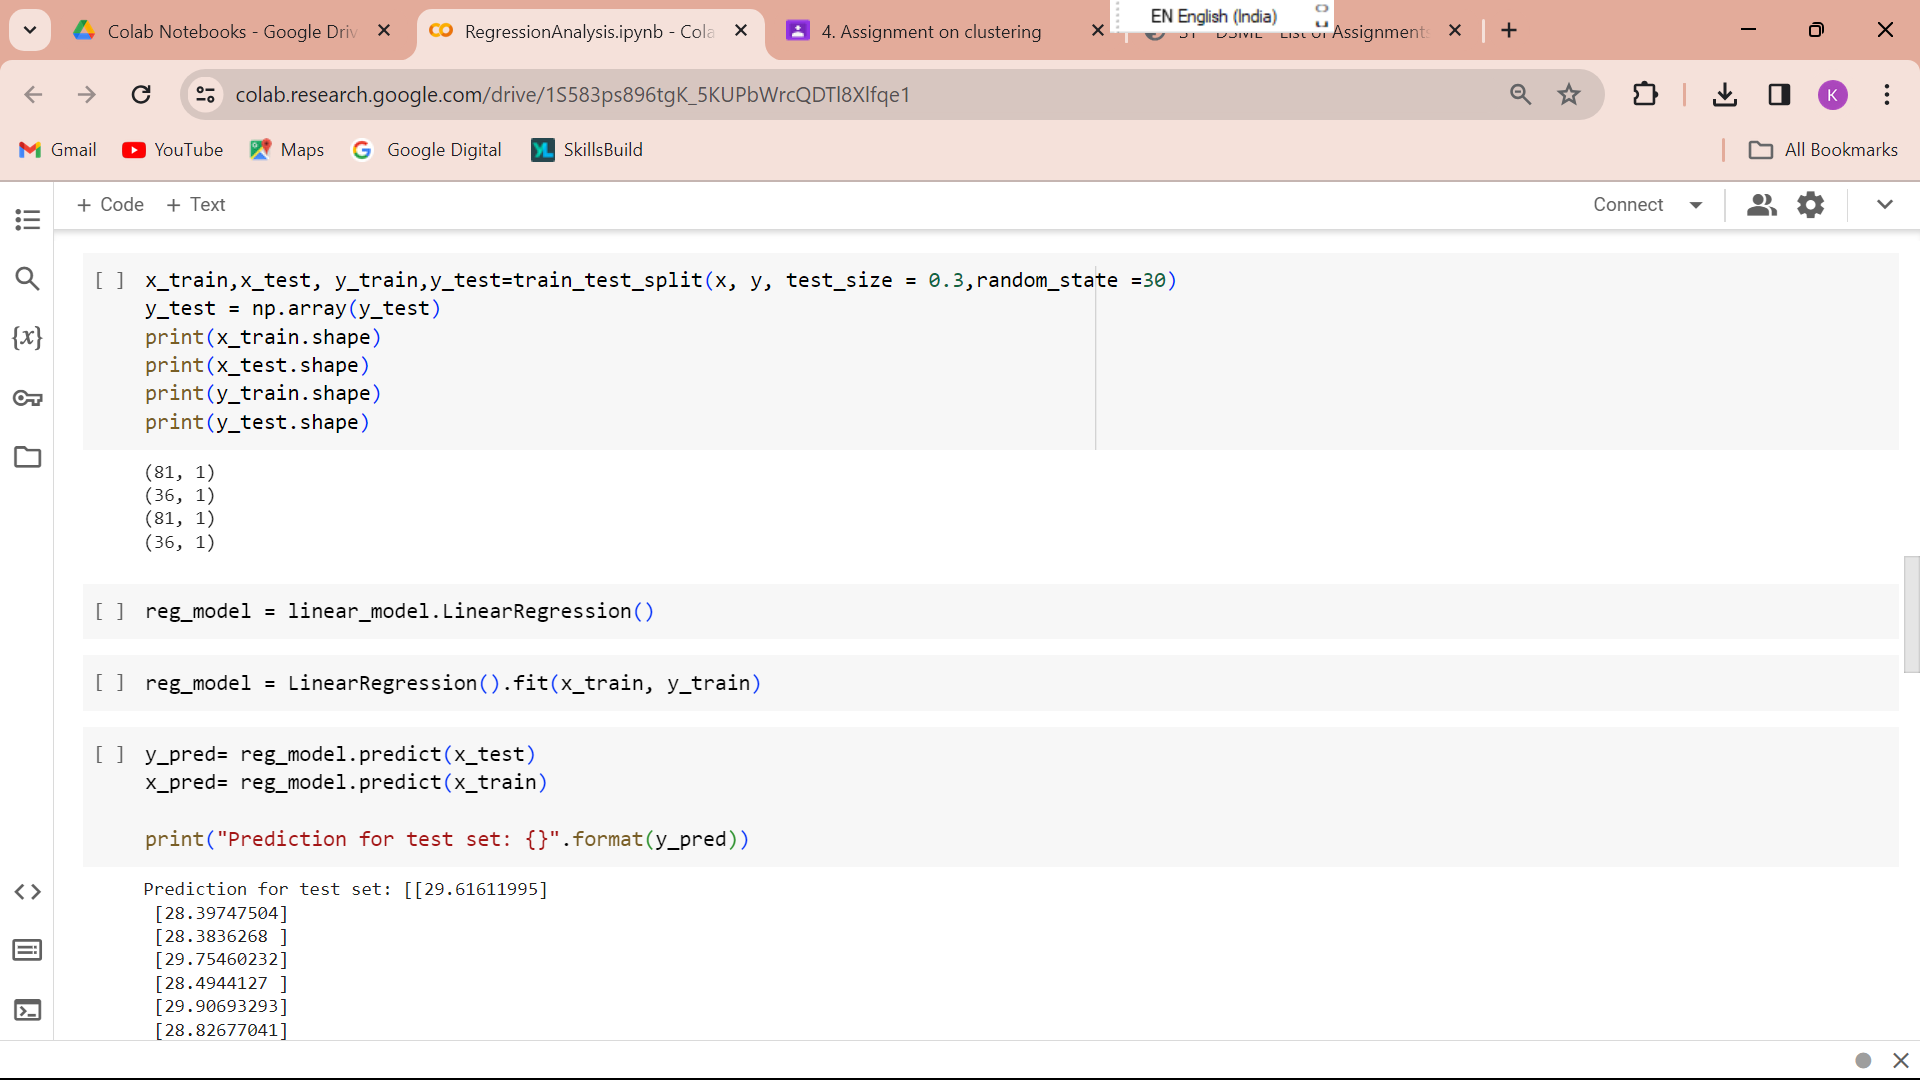 EN English (India)
Colab Notebooks - Google Driv
RegressionAnalysis.ipynb - Cola
4. Assignment on clustering
colab.research.google.com/drive/1S583ps896tgK_5KUPbWrcQDTl8Xlfqe1
K
Gmail
YouTube
Maps
Google Digital
SkillsBuild
All Bookmarks
+ Code
+ Text
Connect
[ ] x_train,x_test, y_train,y_test=train_test_split(x, y, test_size = 0.3,random_state =30)
y_test = np.array(y_test)
print(x_train.shape)
print(x_test.shape)
print(y_train.shape)
print(y_test.shape)
(81, 1)
(36, 1)
(81, 1)
(36, 1)
[ ] reg_model = linear_model.LinearRegression()
[ ] reg_model = LinearRegression().fit(x_train, y_train)
[ ] y_pred= reg_model.predict(x_test)
x_pred= reg_model.predict(x_train)
print("Prediction for test set: {}".format(y_pred))
Prediction for test set: [[29.61611995]
[28.39747504]
[28.3836268 ]
[29.75460232]
[28.4944127 ]
[29.90693293]
[28.82677041]